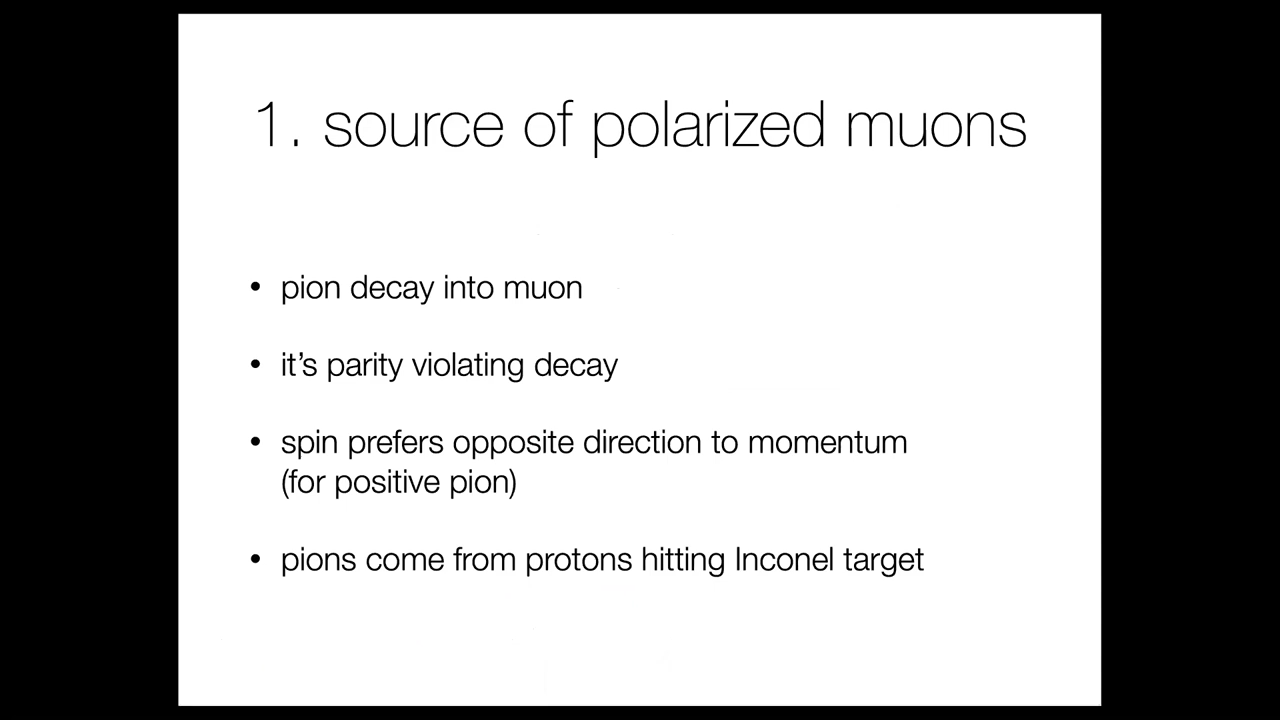 1. source of polarized muons
• pion decay into muon
• it’s parity violating decay
• spin prefers opposite direction to momentum
(for positive pion)
• pions come from protons hitting Inconel target